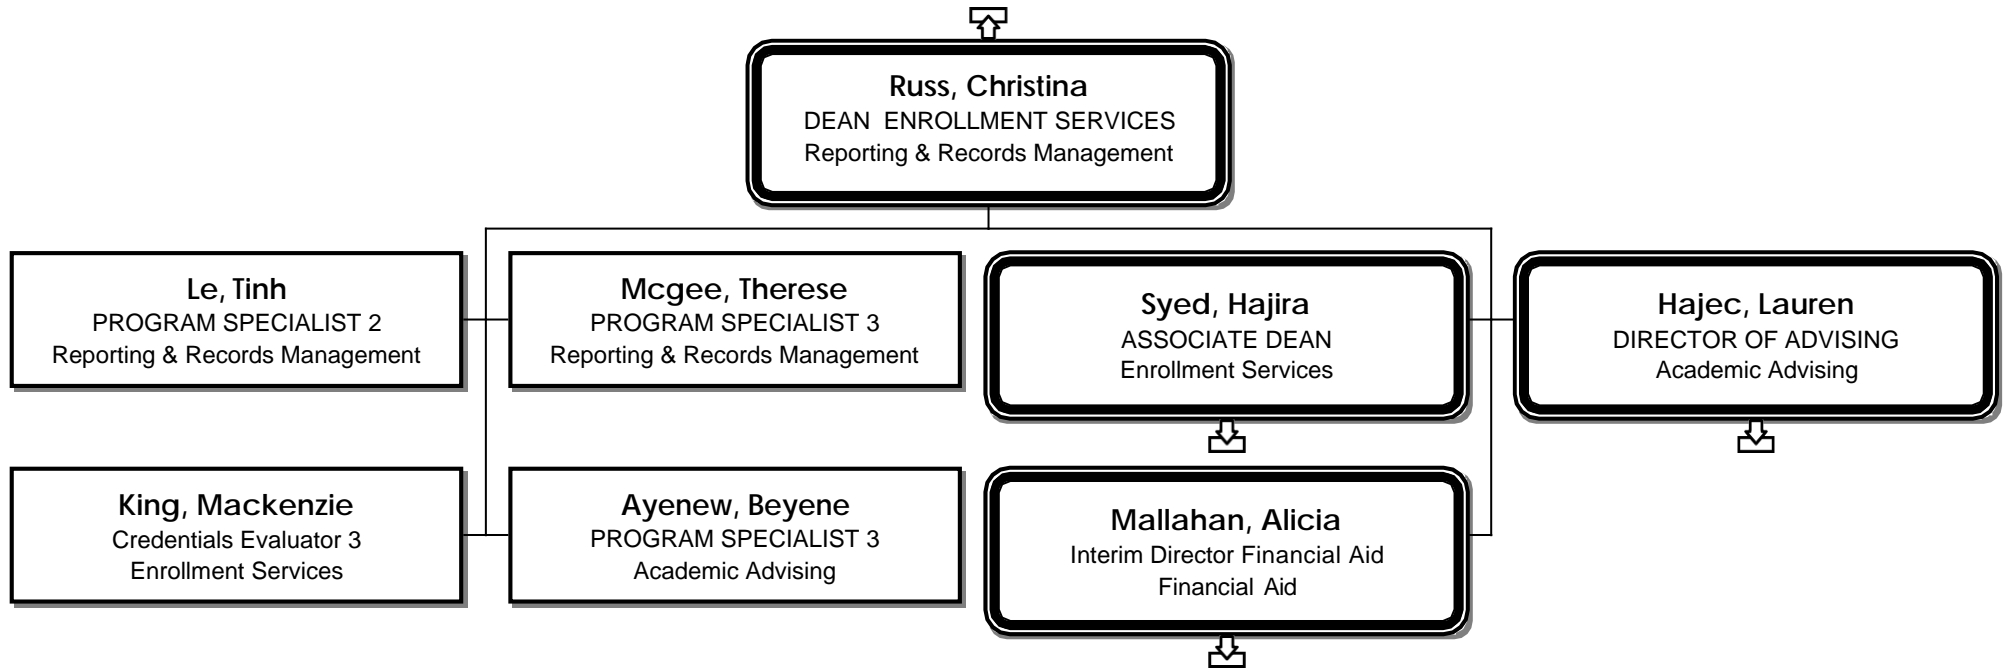 Russ, Christina
DEAN ENROLLMENT SERVICES
Reporting & Records Management
Le, Tinh
PROGRAM SPECIALIST 2
Reporting & Records Management
Mcgee, Therese
PROGRAM SPECIALIST 3
Reporting & Records Management
Syed, Hajira
ASSOCIATE DEAN
Enrollment Services
Hajec, Lauren
DIRECTOR OF ADVISING
Academic Advising
King, Mackenzie
Credentials Evaluator 3
Enrollment Services
Ayenew, Beyene
PROGRAM SPECIALIST 3
Academic Advising
Mallahan, Alicia
Interim Director Financial Aid
Financial Aid